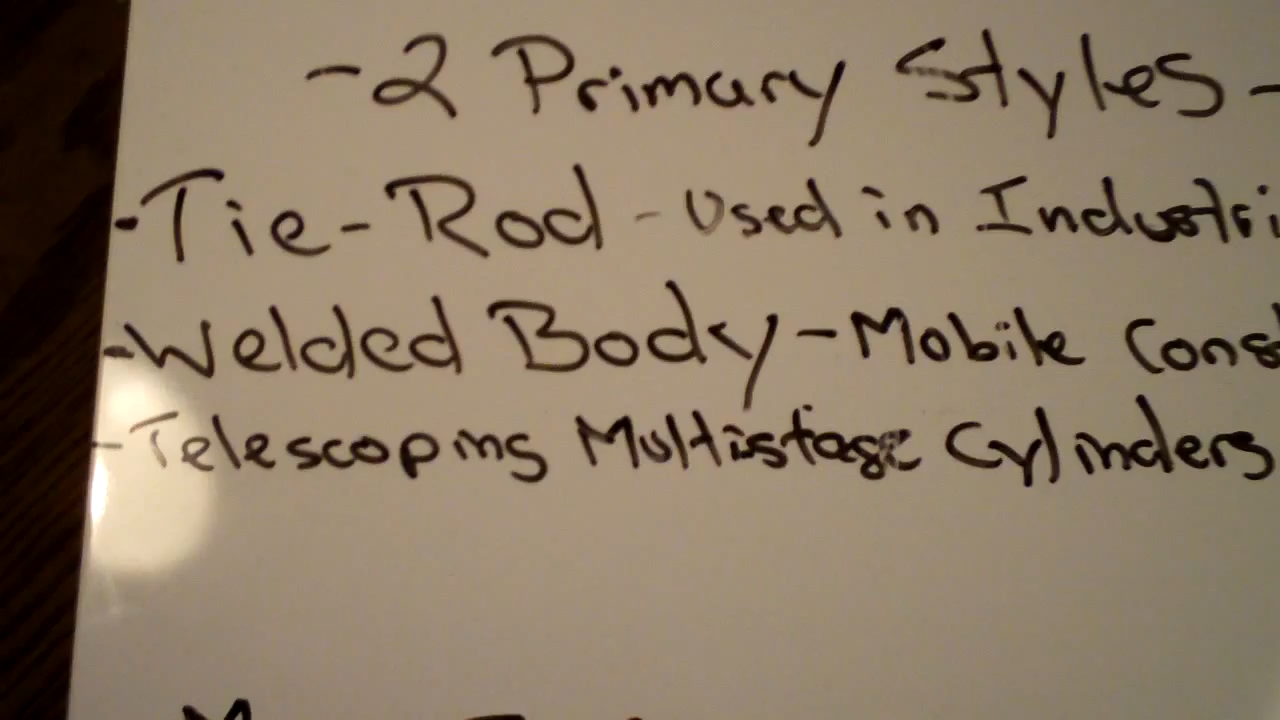 - 2 Primary Styles -
- Tie-Rod - Used in Industri
- Welded Body - Mobile Cons
- Telescoping Multistage Cylinders